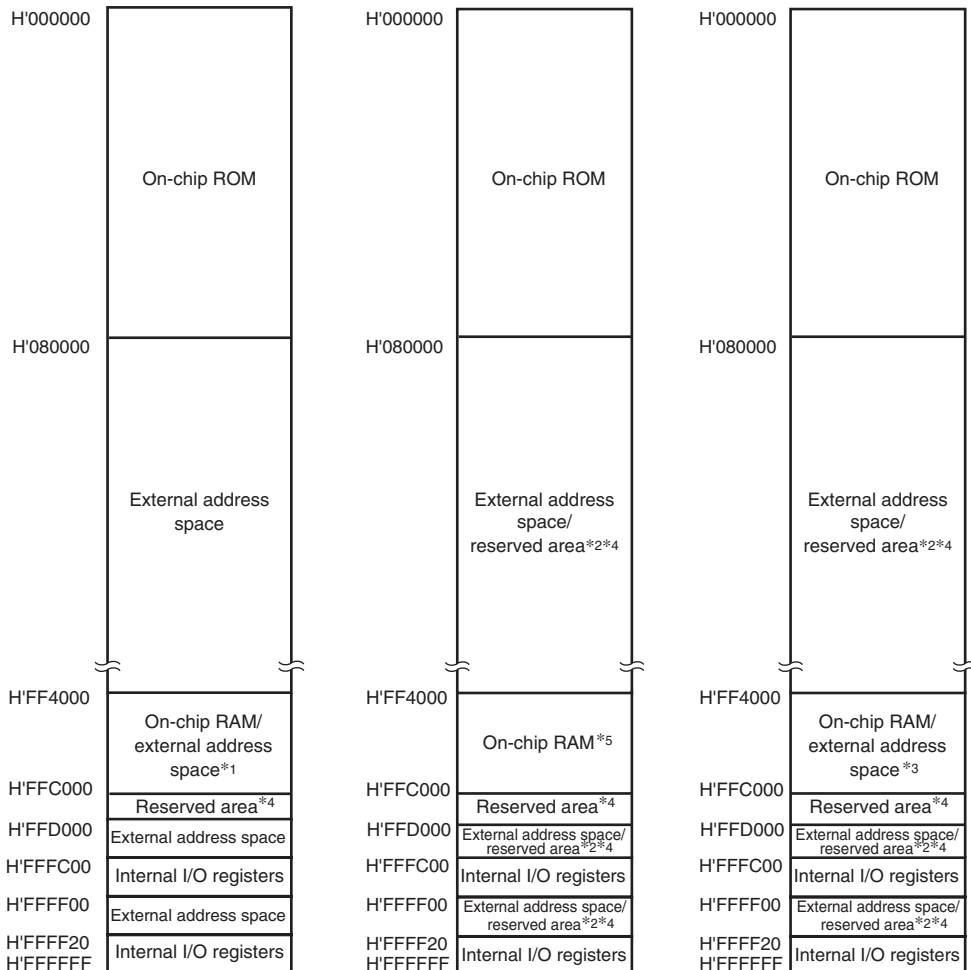 H'000000
On-chip ROM
H'080000
External address
space
H'FF4000
On-chip RAM/
external address
space*1
H'FFC000
Reserved area*4
H'FFD000
External address space
H'FFFC00
Internal I/O registers
H'FFFF00
External address space
H'FFFF20
Internal I/O registers
H'FFFFFF
H'000000
On-chip ROM
H'080000
External address
space/
reserved area*2*4
H'FF4000
On-chip RAM*5
H'FFC000
Reserved area*4
H'FFD000
External address space/
reserved area*2*4
H'FFFC00
Internal I/O registers
H'FFFF00
External address space/
reserved area*2*4
H'FFFF20
Internal I/O registers
H'FFFFFF
H'000000
On-chip ROM
H'080000
External address
space/
reserved area*2*4
H'FF4000
On-chip RAM/
external address
space*3
H'FFC000
Reserved area*4
H'FFD000
External address space/
reserved area*2*4
H'FFFC00
Internal I/O registers
H'FFFF00
External address space/
reserved area*2*4
H'FFFF20
Internal I/O registers
H'FFFFFF